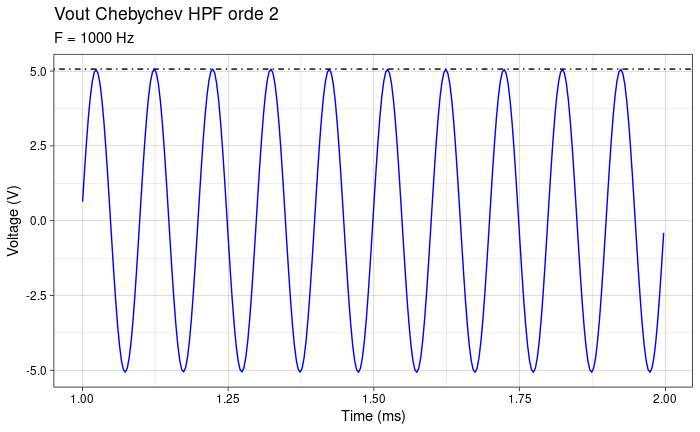 Vout Chebychev HPF orde 2
F = 1000 Hz
5.0
2.5
0.0
-2.5
-5.0
Voltage (V)
1.00 1.25 1.50 1.75 2.00
Time (ms)